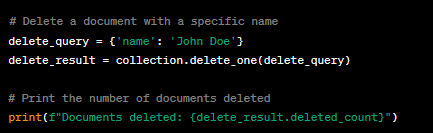 # Delete a document with a specific name
delete_query = {'name': 'John Doe'}
delete_result = collection.delete_one(delete_query)
# Print the number of documents deleted
print(f"Documents deleted: {delete_result.deleted_count}")